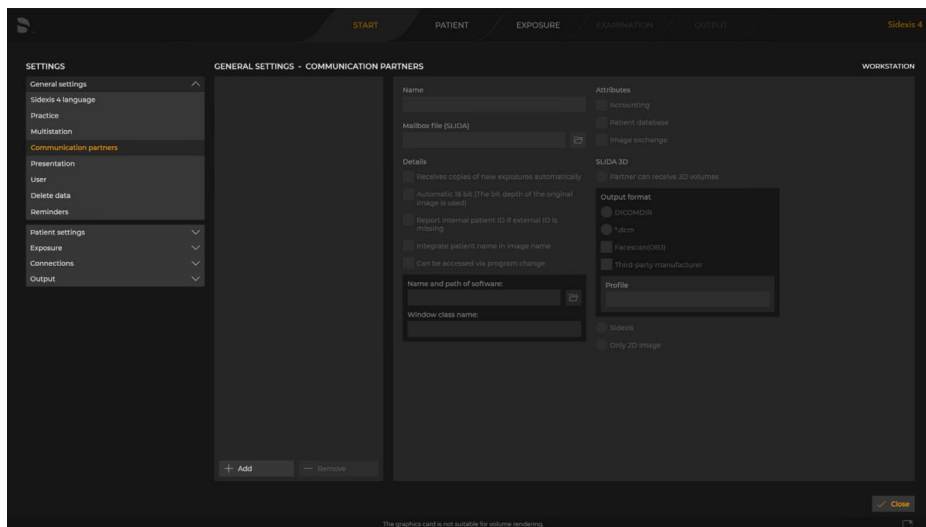 START
PATIENT
EXPOSURE
EXAMINATION
OUTPUT
Sidexis 4
SETTINGS
General settings
Sidexis 4 language
Practice
Multistation
Communication partners
Presentation
User
Delete data
Reminders
Patient settings
Exposure
Connections
Output
GENERAL SETTINGS - COMMUNICATION PARTNERS
WORKSTATION
+ Add
— Remove
Name
Mailbox file (SLIDA)
Details
Receives copies of new exposures automatically
Automatic 16 bit (The bit depth of the original
image is used)
Report internal patient ID if external ID is
missing
Integrate patient name in image name
Can be accessed via program change
Name and path of software:
Window class name:
Attributes
Accounting
Patient database
Image exchange
SLIDA 3D
Partner can receive 3D volumes
Output format
DICOMDIR
*.dcm
Facescan(OBJ)
Third-party manufacturer
Profile
Sidexis
Only 2D image
Close
The graphics card is not suitable for volume rendering.